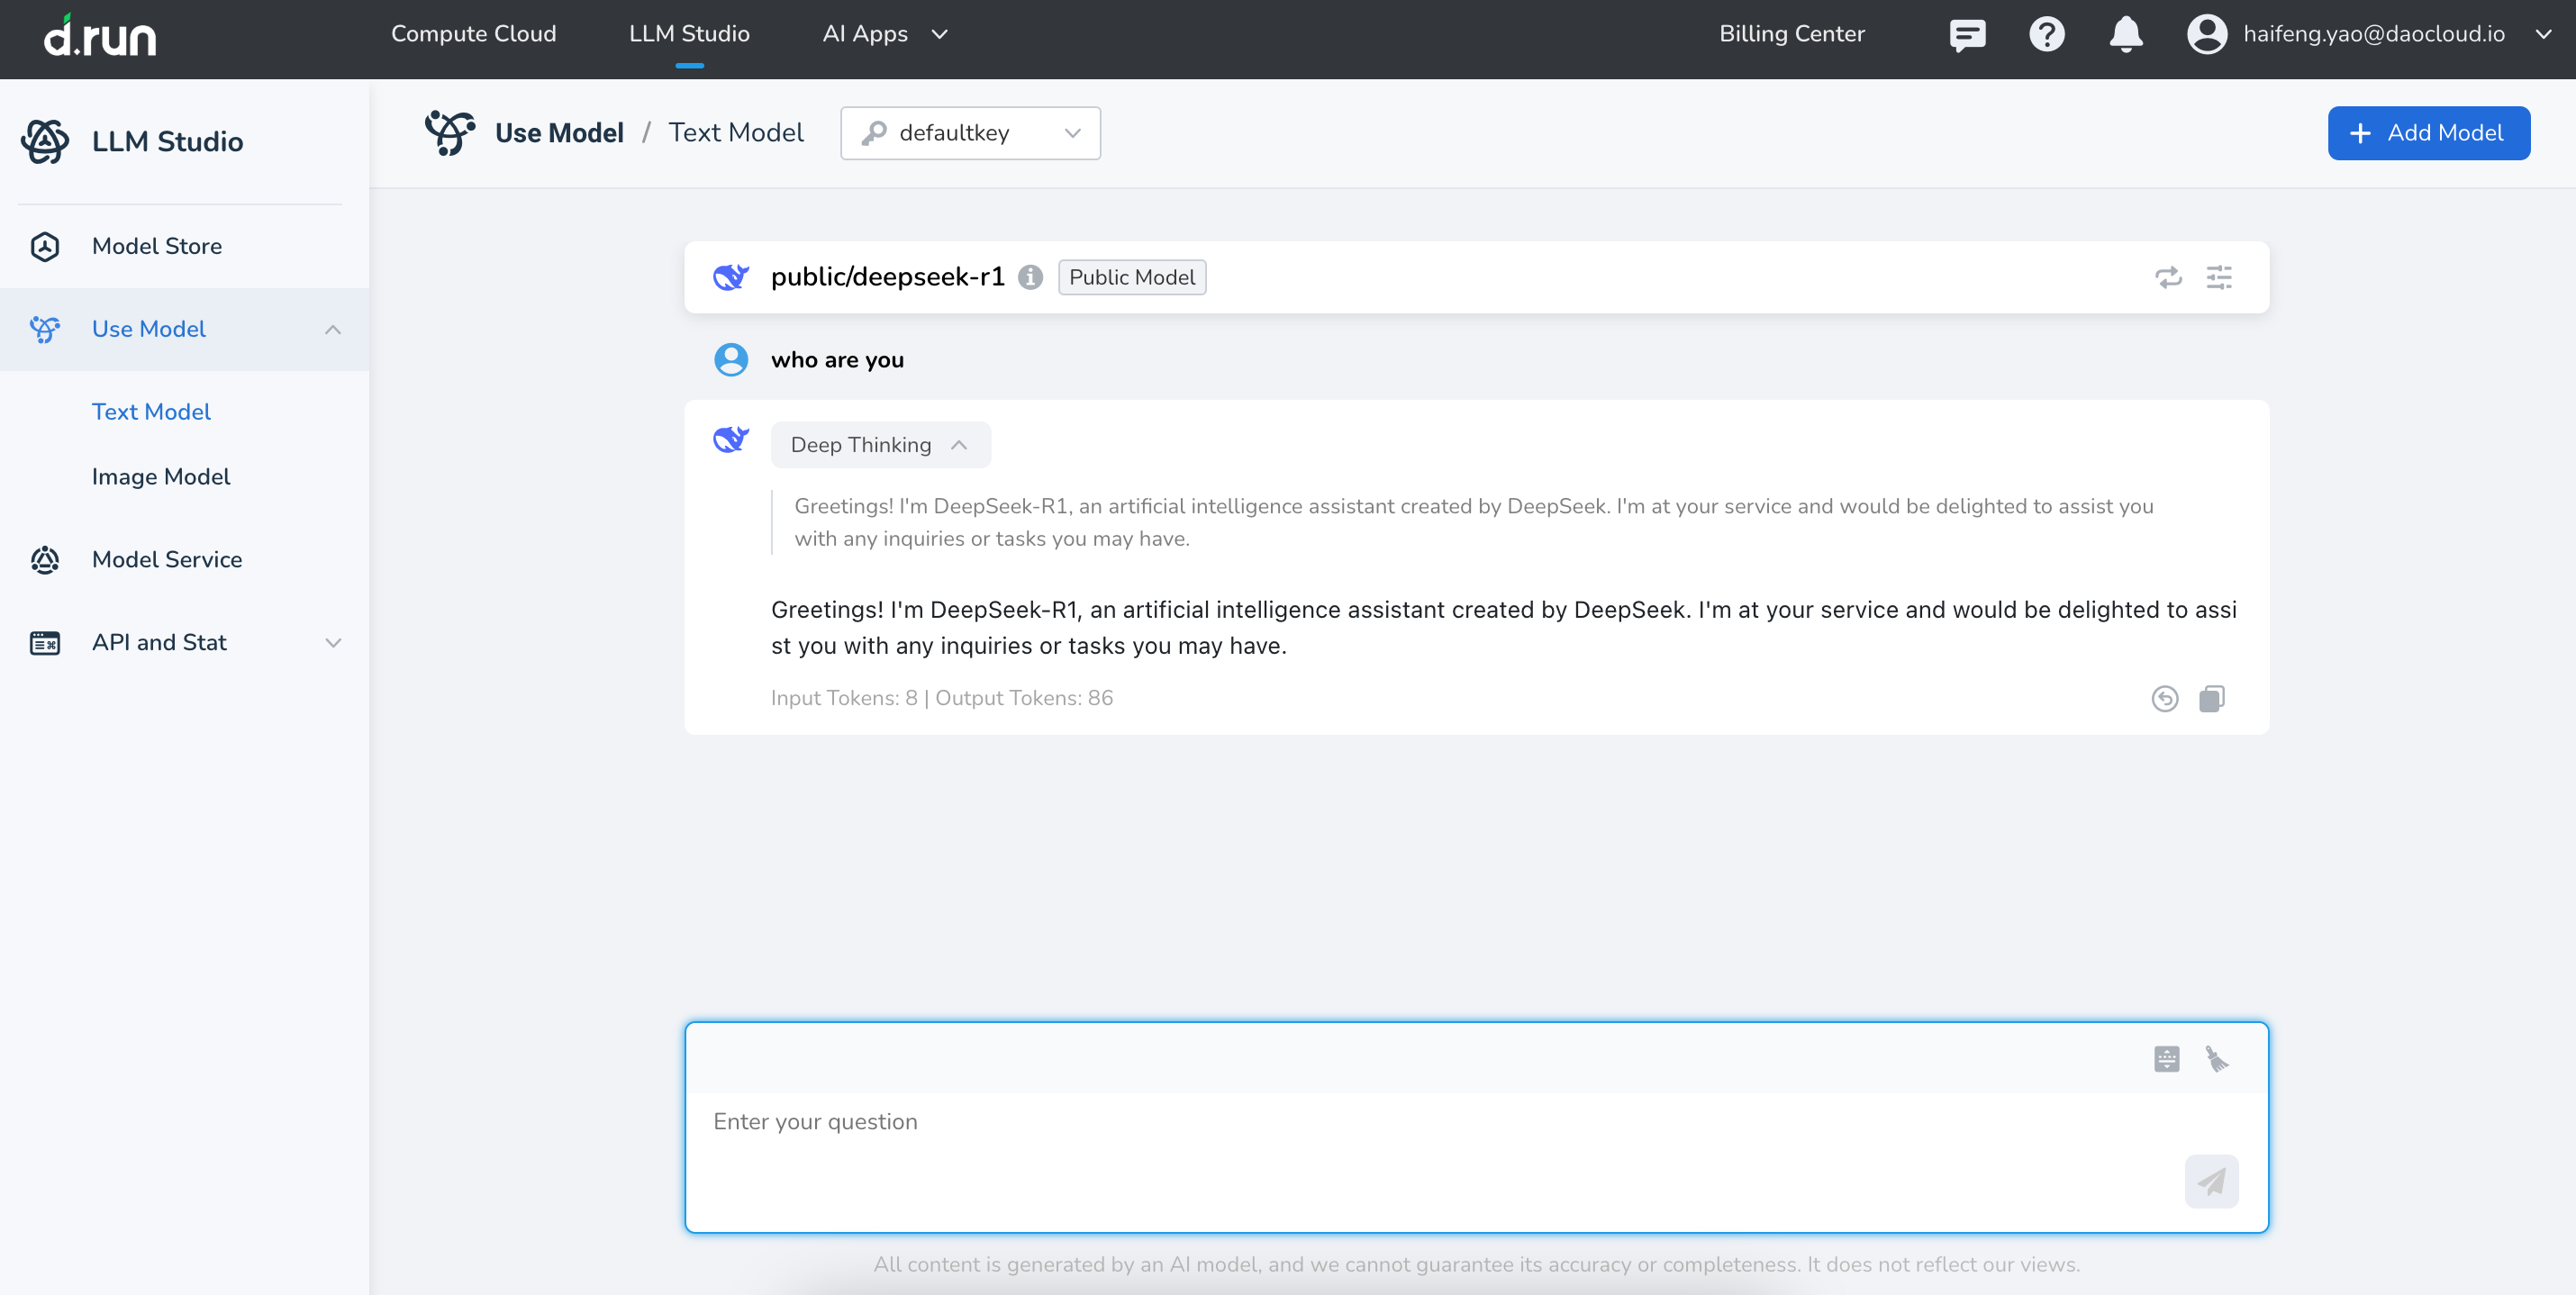 d.run
Compute Cloud
LLM Studio
AI Apps
Billing Center
haifeng.yao@daocloud.io
LLM Studio
Model Store
Use Model
Text Model
Image Model
Model Service
API and Stat
Use Model / Text Model
defaultkey
+ Add Model
public/deepseek-r1
Public Model
who are you
Deep Thinking
Greetings! I'm DeepSeek-R1, an artificial intelligence assistant created by DeepSeek. I'm at your service and would be delighted to assist you
with any inquiries or tasks you may have.
Greetings! I'm DeepSeek-R1, an artificial intelligence assistant created by DeepSeek. I'm at your service and would be delighted to assi
st you with any inquiries or tasks you may have.
Input Tokens: 8 | Output Tokens: 86
Enter your question
All content is generated by an AI model, and we cannot guarantee its accuracy or completeness. It does not reflect our views.